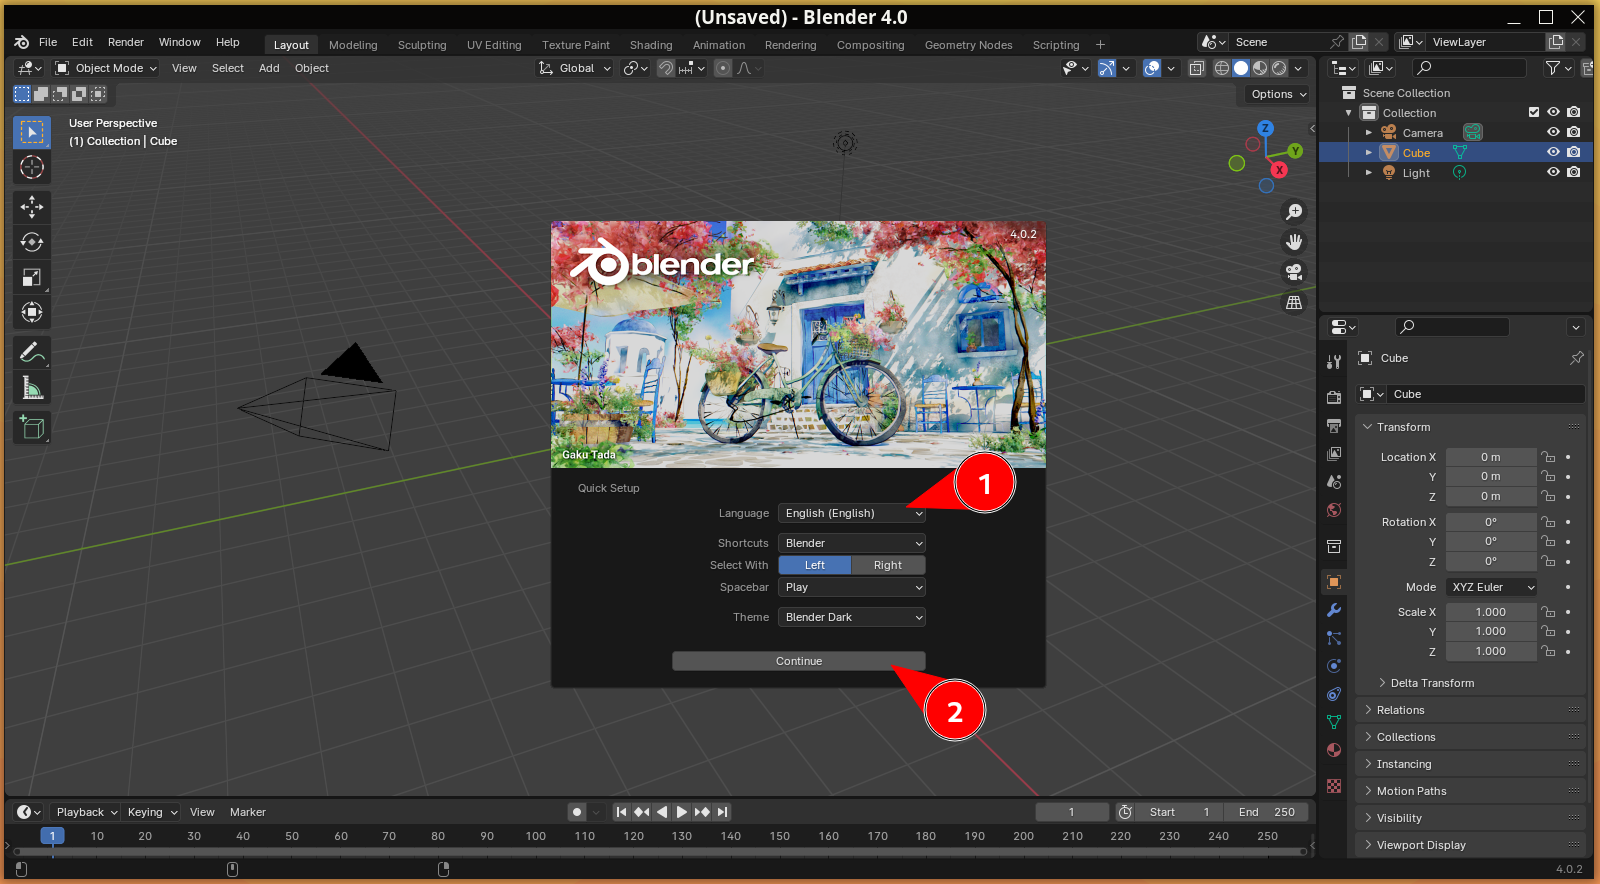 (Unsaved) - Blender 4.0
File Edit Render Window Help Layout Modeling Sculpting UV Editing Texture Paint Shading Animation Rendering Compositing Geometry Nodes Scripting + Scene ViewLayer
Object Mode View Select Add Object Global
Options
User Perspective
(1) Collection | Cube
Z
Y
X
Scene Collection
Collection
Camera
Cube
Light
4.0.2
blender
Gaku Tada
Quick Setup
1
Language English (English)
Shortcuts Blender
Select With Left Right
Spacebar Play
Theme Blender Dark
Continue
2
Cube
Cube
Transform
Location X 0 m
Y 0 m
Z 0 m
Rotation X 0°
Y 0°
Z 0°
Mode XYZ Euler
Scale X 1.000
Y 1.000
Z 1.000
Delta Transform
Relations
Collections
Instancing
Motion Paths
Visibility
Viewport Display
Playback Keying View Marker 1 Start 1 End 250
1 10 20 30 40 50 60 70 80 90 100 110 120 130 140 150 160 170 180 190 200 210 220 230 240 250
4.0.2